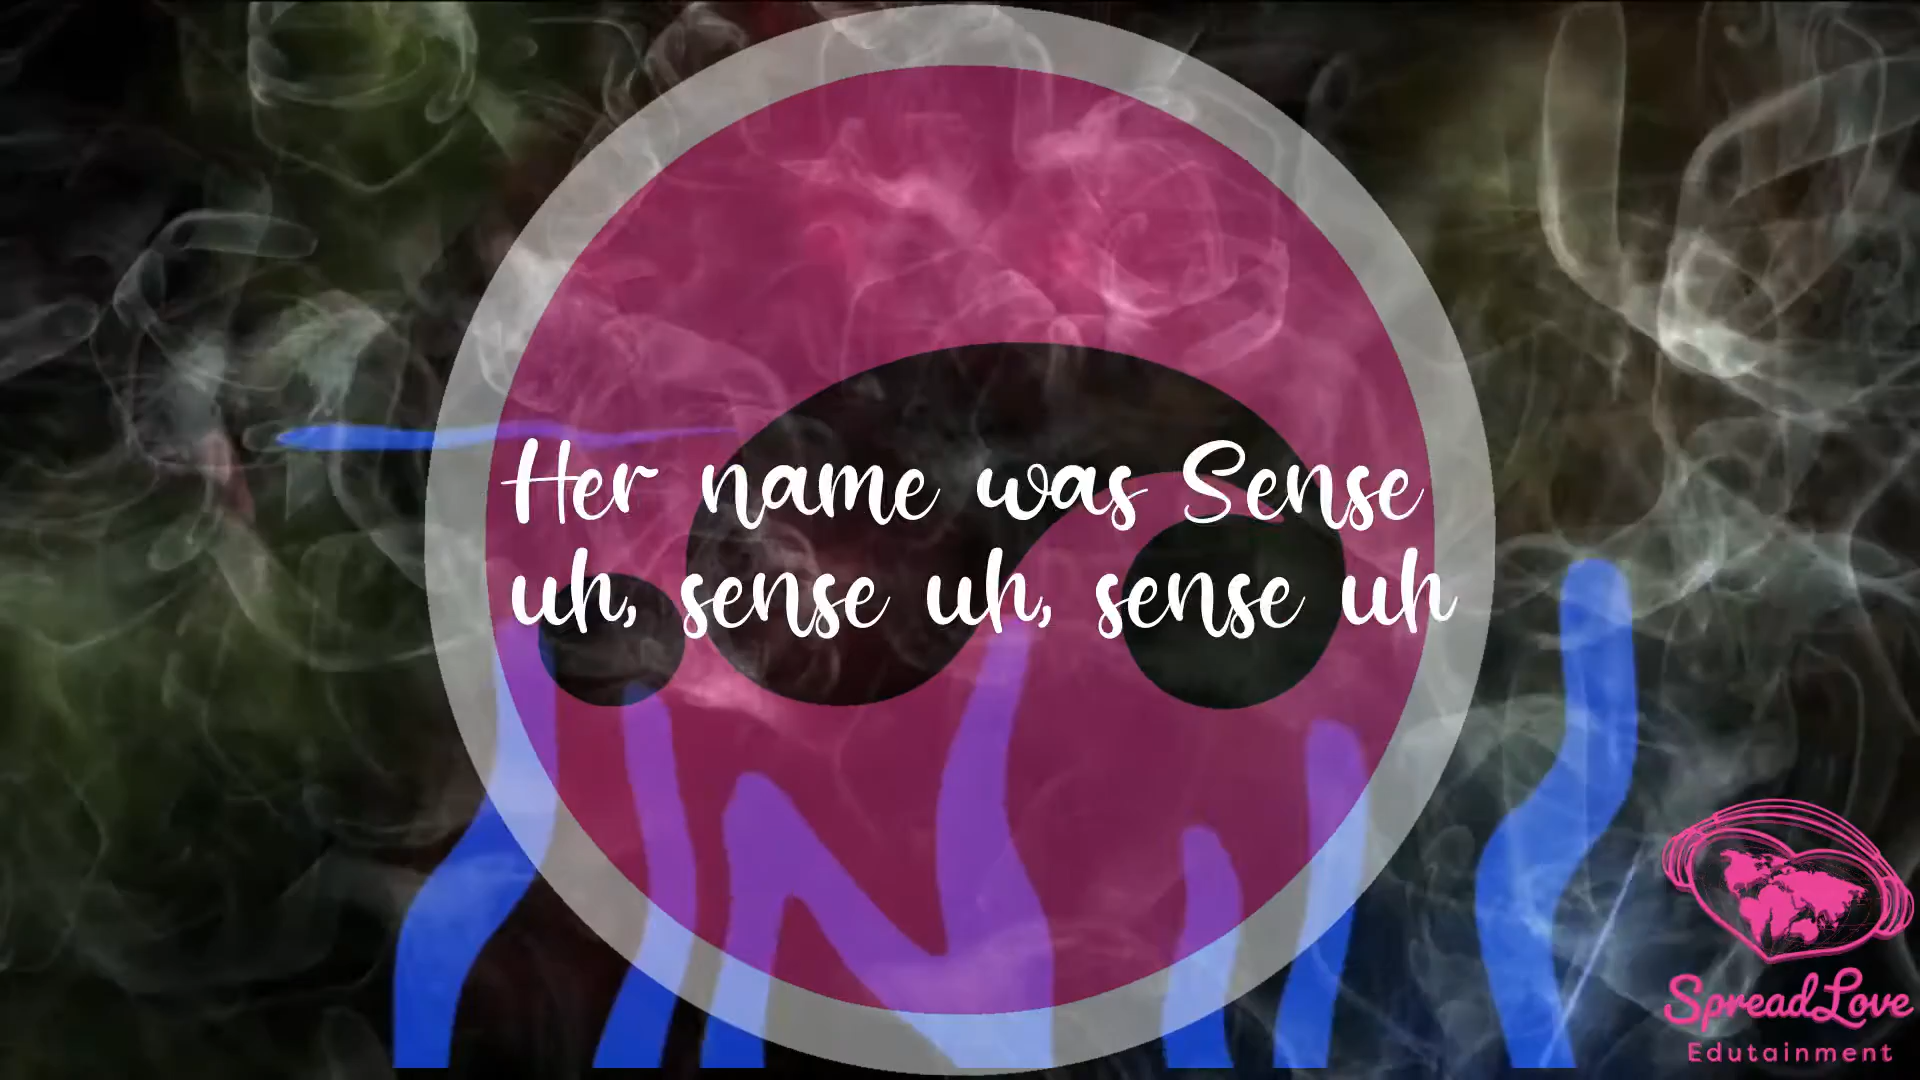 Her name was Sense
uh, sense uh, sense uh
SpreadLove
Edutainment